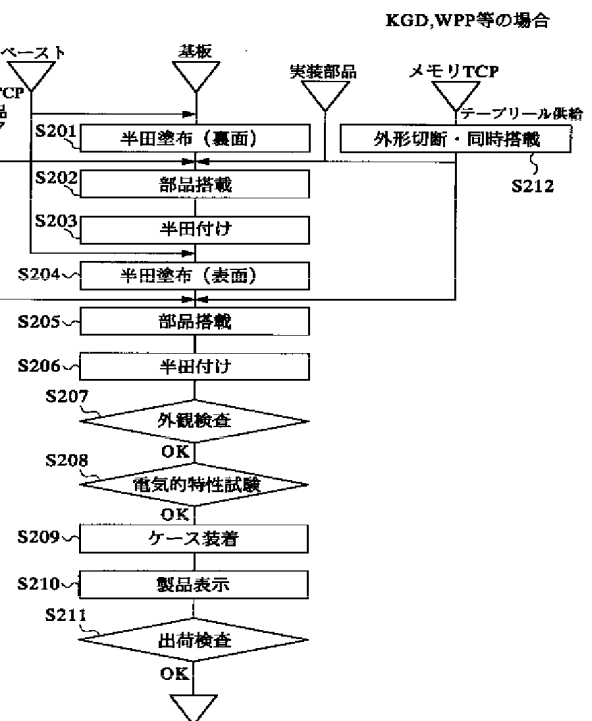 KGD,WPP等の場合
ペースト
基板
実装部品
メモリTCP
TCP
品
テープリール供給
S201
半田塗布（裏面）
外形切断・同時搭載
S212
S202
部品搭載
S203
半田付け
S204
半田塗布（表面）
S205
部品搭載
S206
半田付け
S207
外観検査
OK
S208
電気的特性試験
OK
S209
ケース装着
S210
製品表示
S211
出荷検査
OK